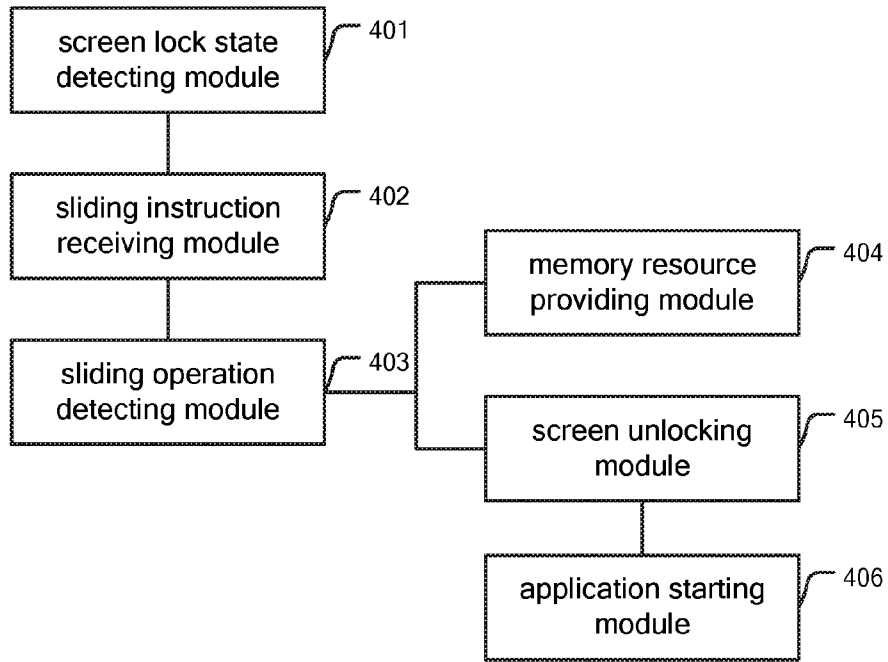 screen lock state
detecting module
401
sliding instruction
receiving module
402
sliding operation
detecting module
403
memory resource
providing module
404
screen unlocking
module
405
application starting
module
406